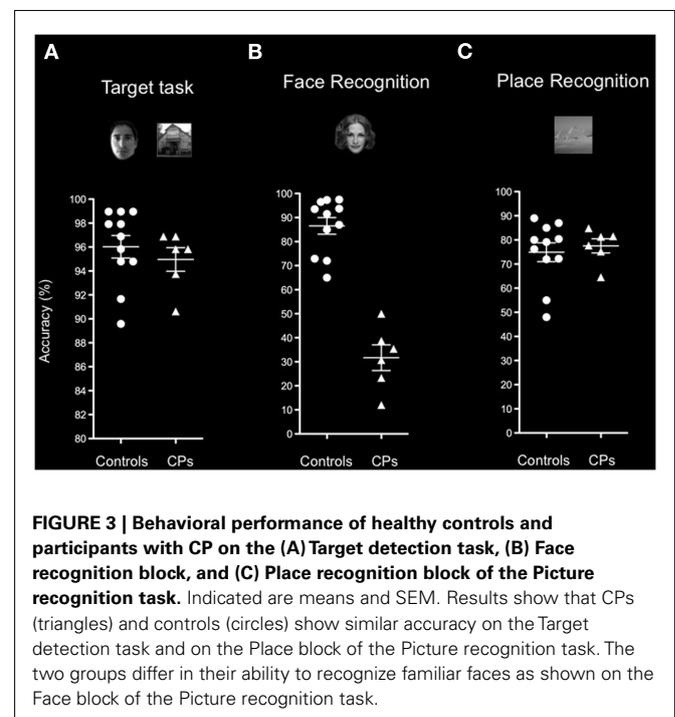 A
B
C
Target task
Face Recognition
Place Recognition
Accuracy (%)
100
98
96
94
92
90
88
86
84
82
80
Controls CPs
100
90
80
70
60
50
40
30
20
10
0
Controls CPs
100
90
80
70
60
50
40
30
20
10
0
Controls CPs
FIGURE 3 | Behavioral performance of healthy controls and
participants with CP on the (A) Target detection task, (B) Face
recognition block, and (C) Place recognition block of the Picture
recognition task. Indicated are means and SEM. Results show that CPs
(triangles) and controls (circles) show similar accuracy on the Target
detection task and on the Place block of the Picture recognition task. The
two groups differ in their ability to recognize familiar faces as shown on the
Face block of the Picture recognition task.